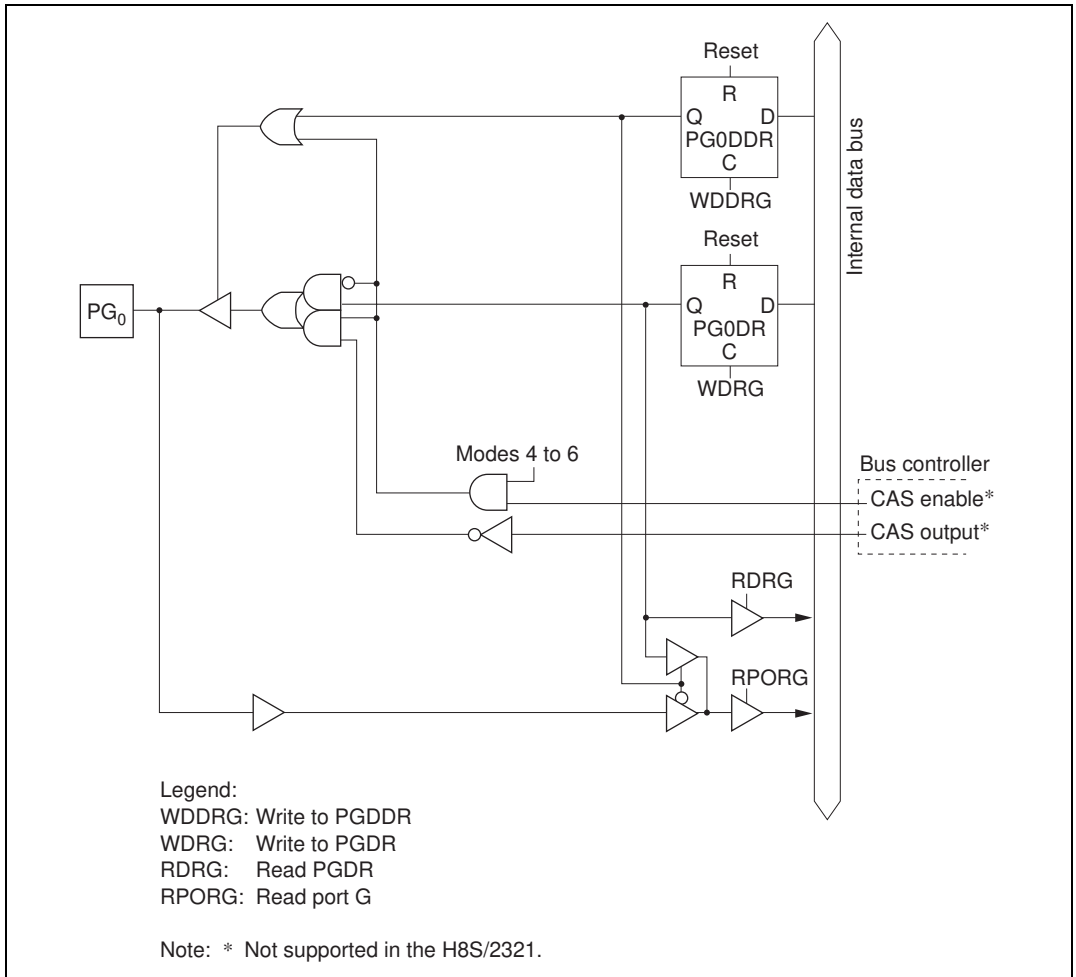 Reset
R
Q D
PG0DDR
C
WDDRG
Internal data bus
Reset
R
Q D
PG0DR
C
WDRG
PG0
Modes 4 to 6
Bus controller
CAS enable*
CAS output*
RDRG
RPORG
Legend:
WDDRG: Write to PGDDR
WDRG: Write to PGDR
RDRG: Read PGDR
RPORG: Read port G
Note: * Not supported in the H8S/2321.